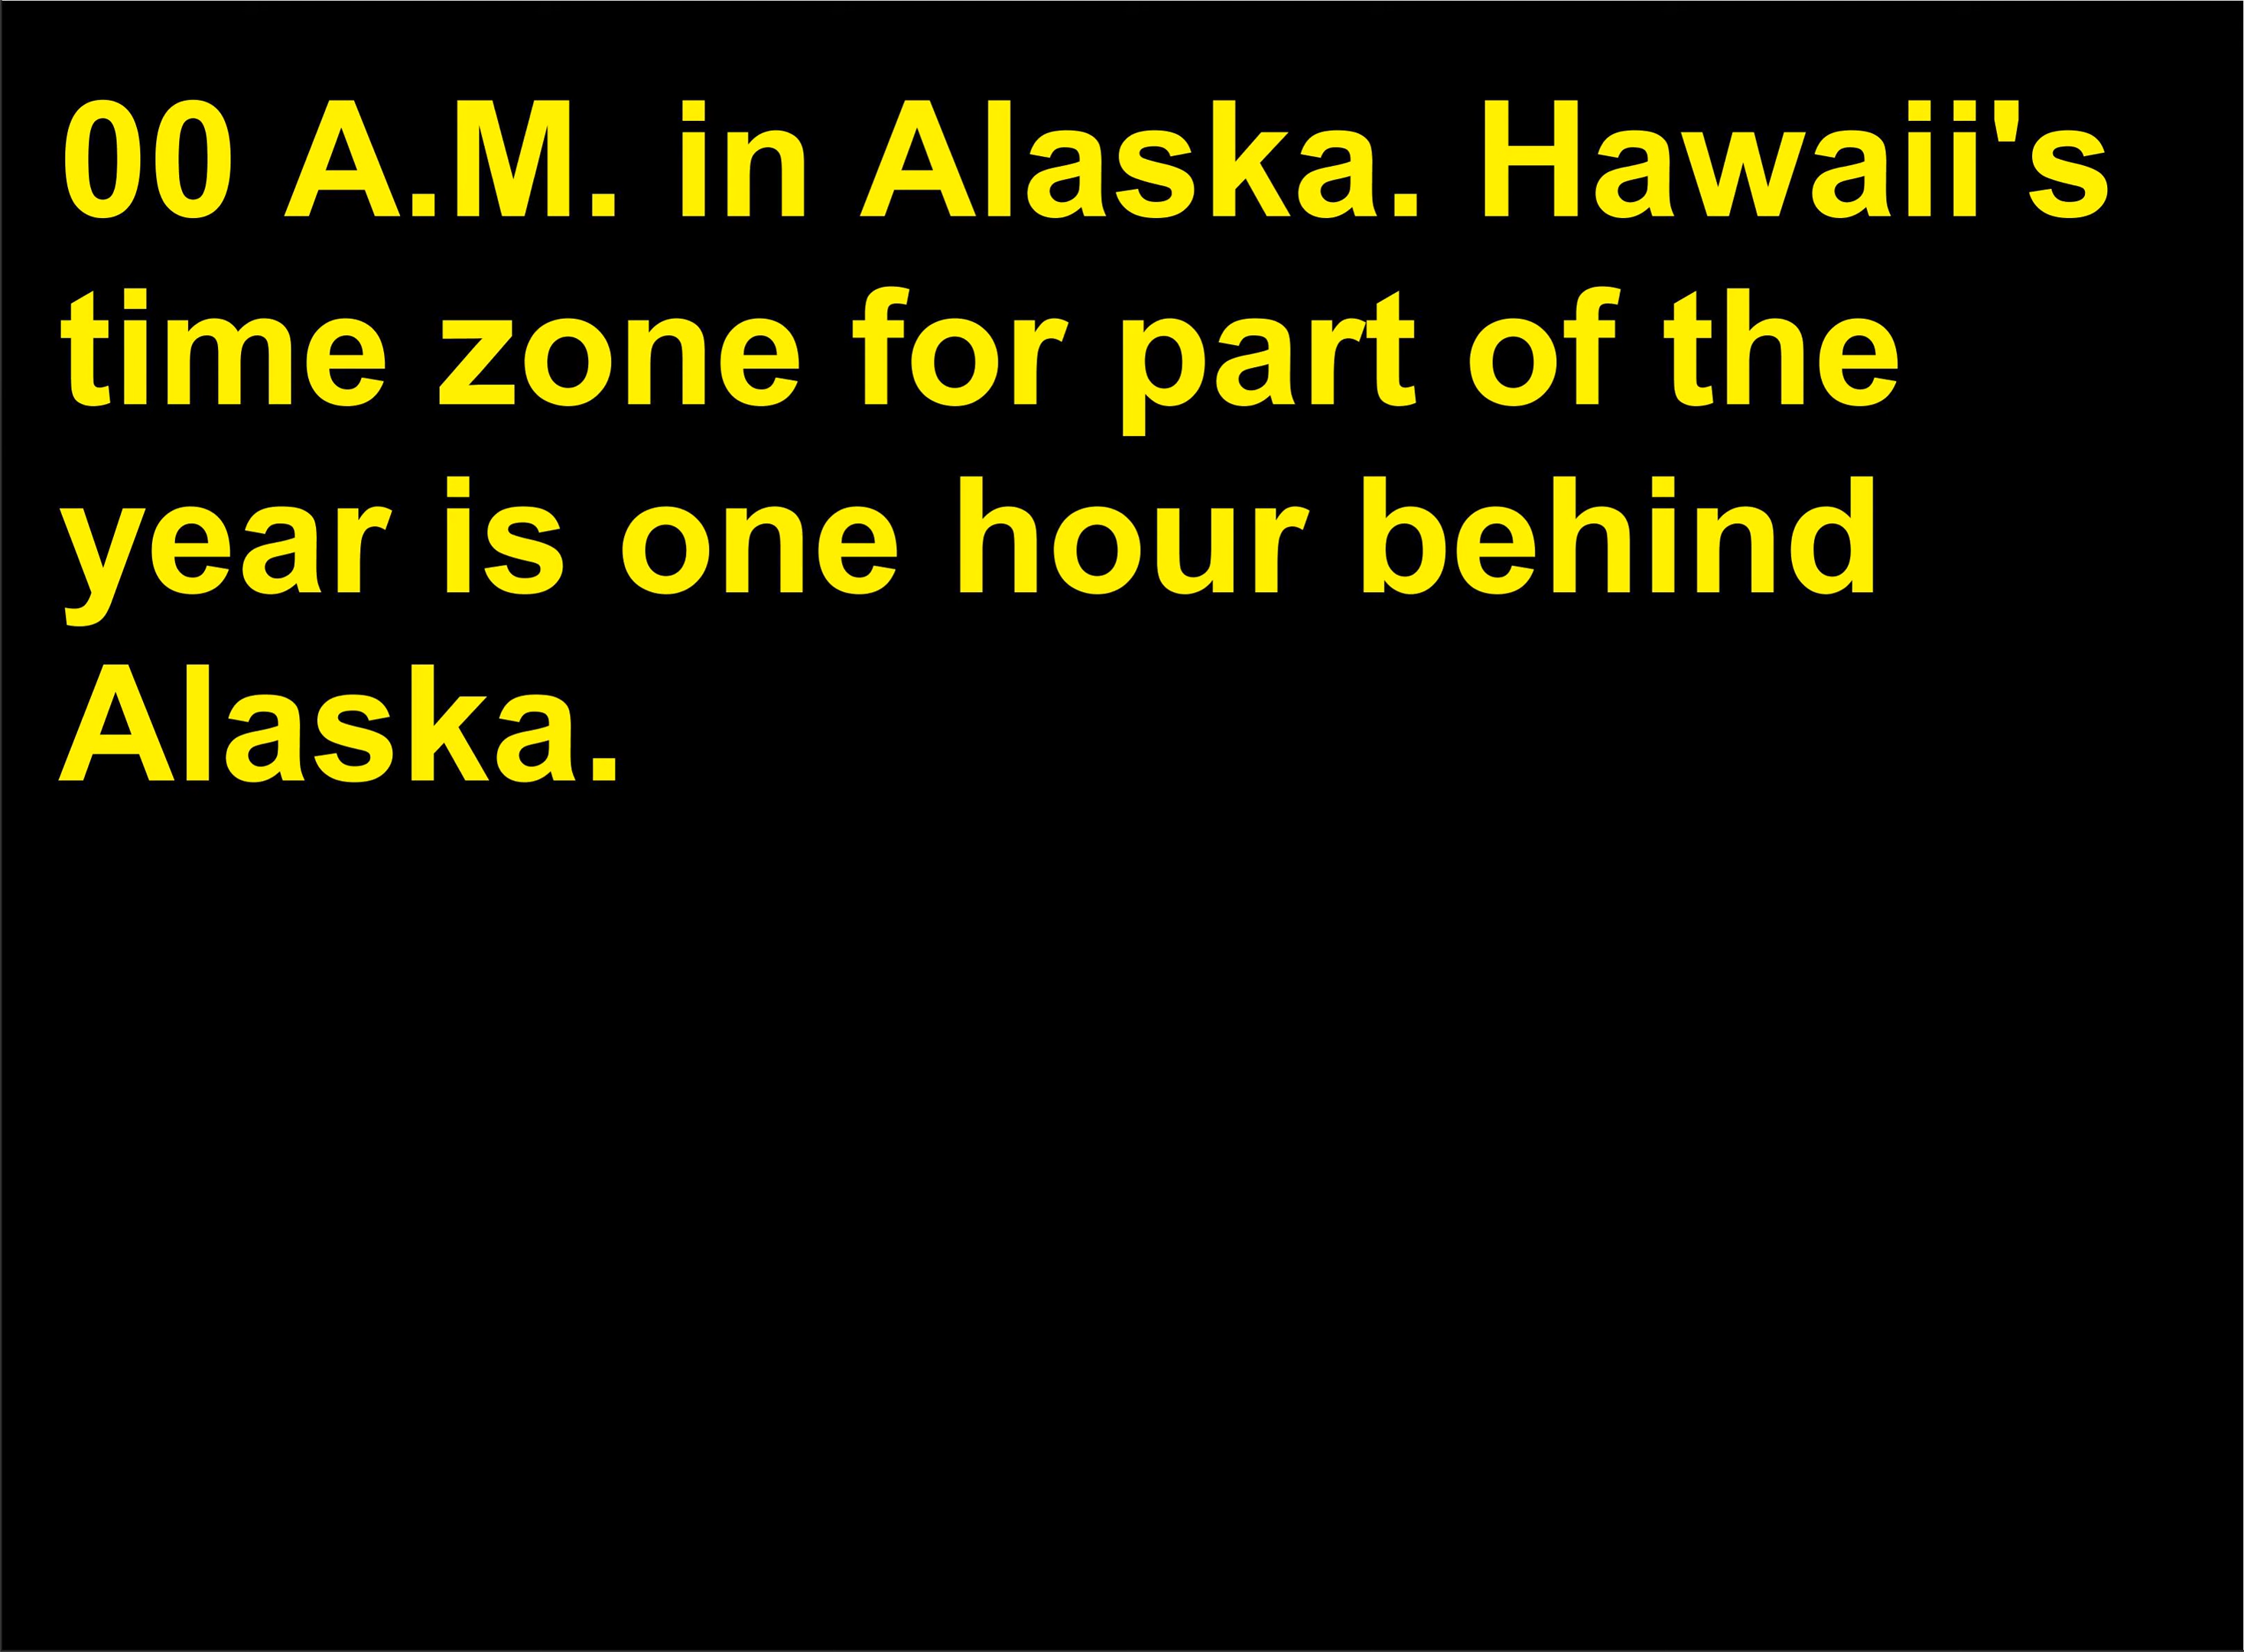 00 A.M. in Alaska. Hawaii's
time zone for part of the
year is one hour behind
Alaska.